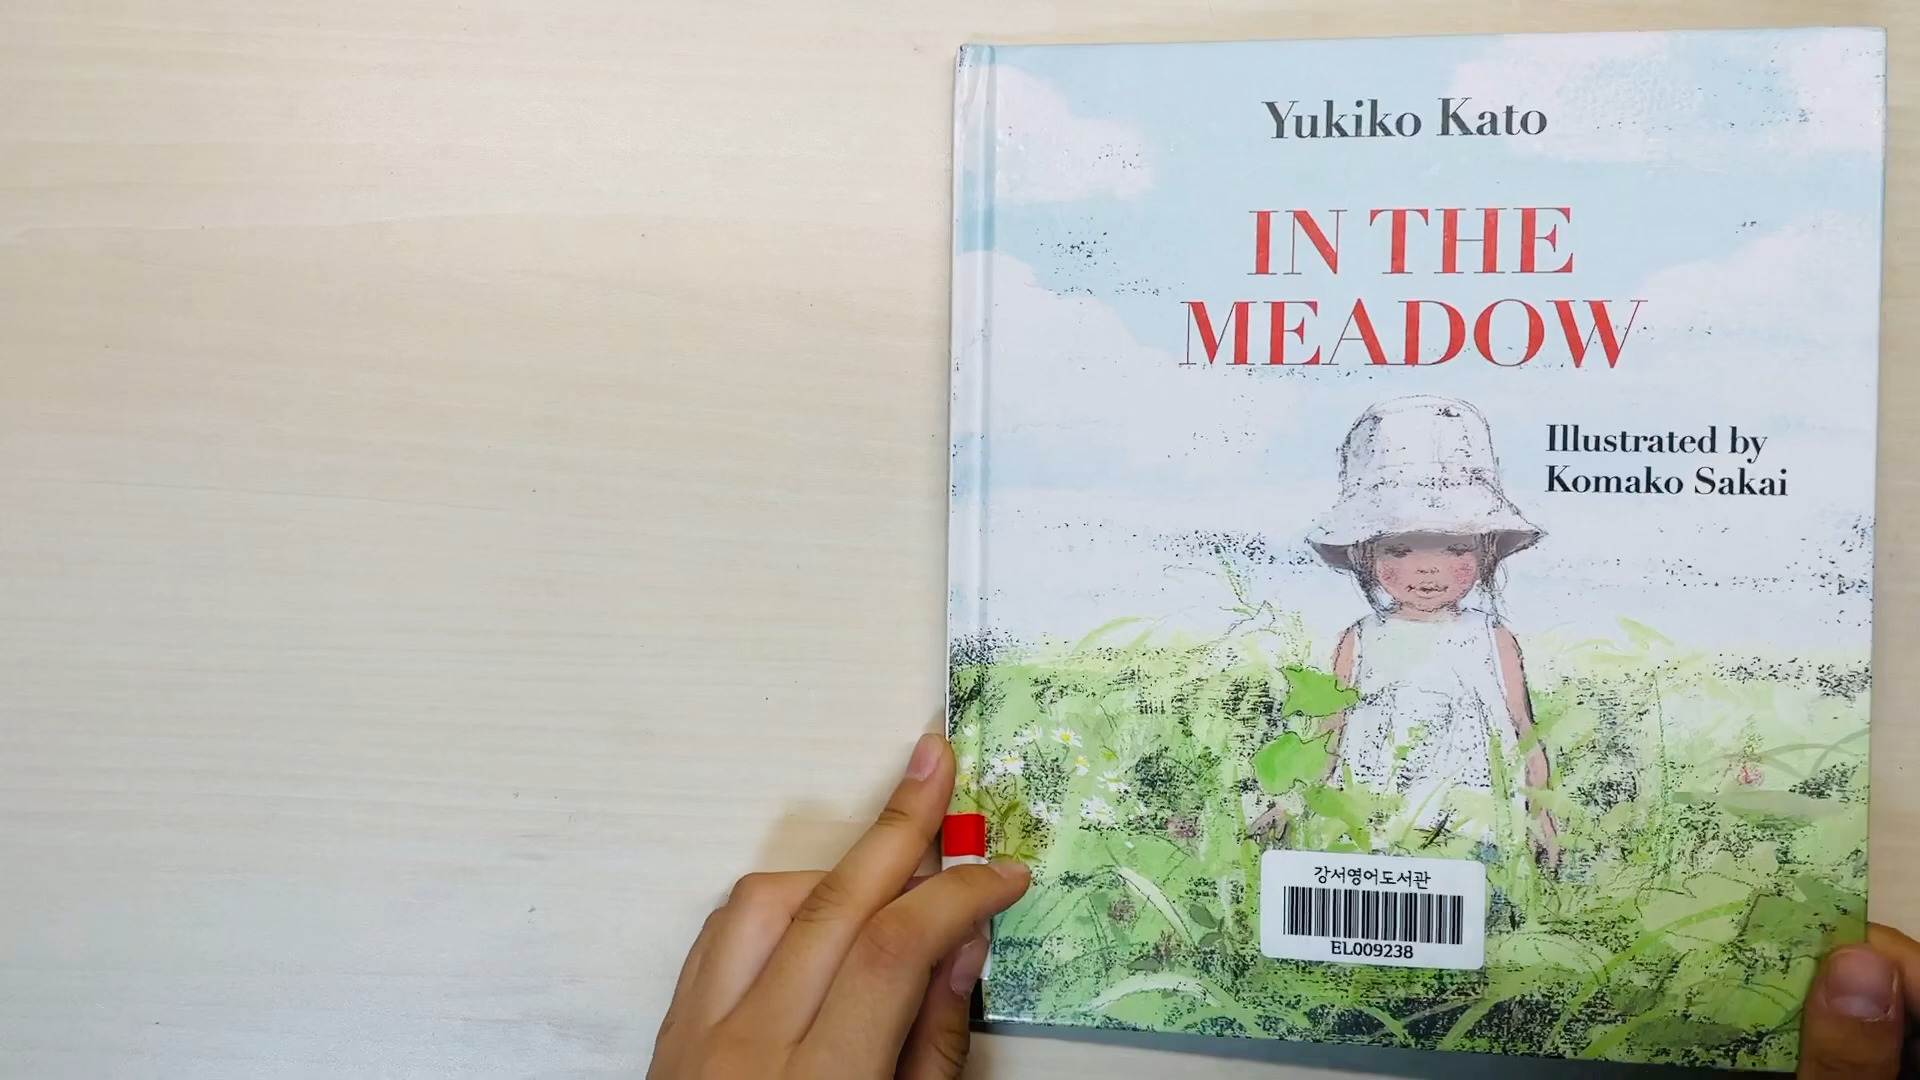 Yukiko Kato
IN THE
MEADOW
Illustrated by
Komako Sakai
강서영어도서관
EL009238